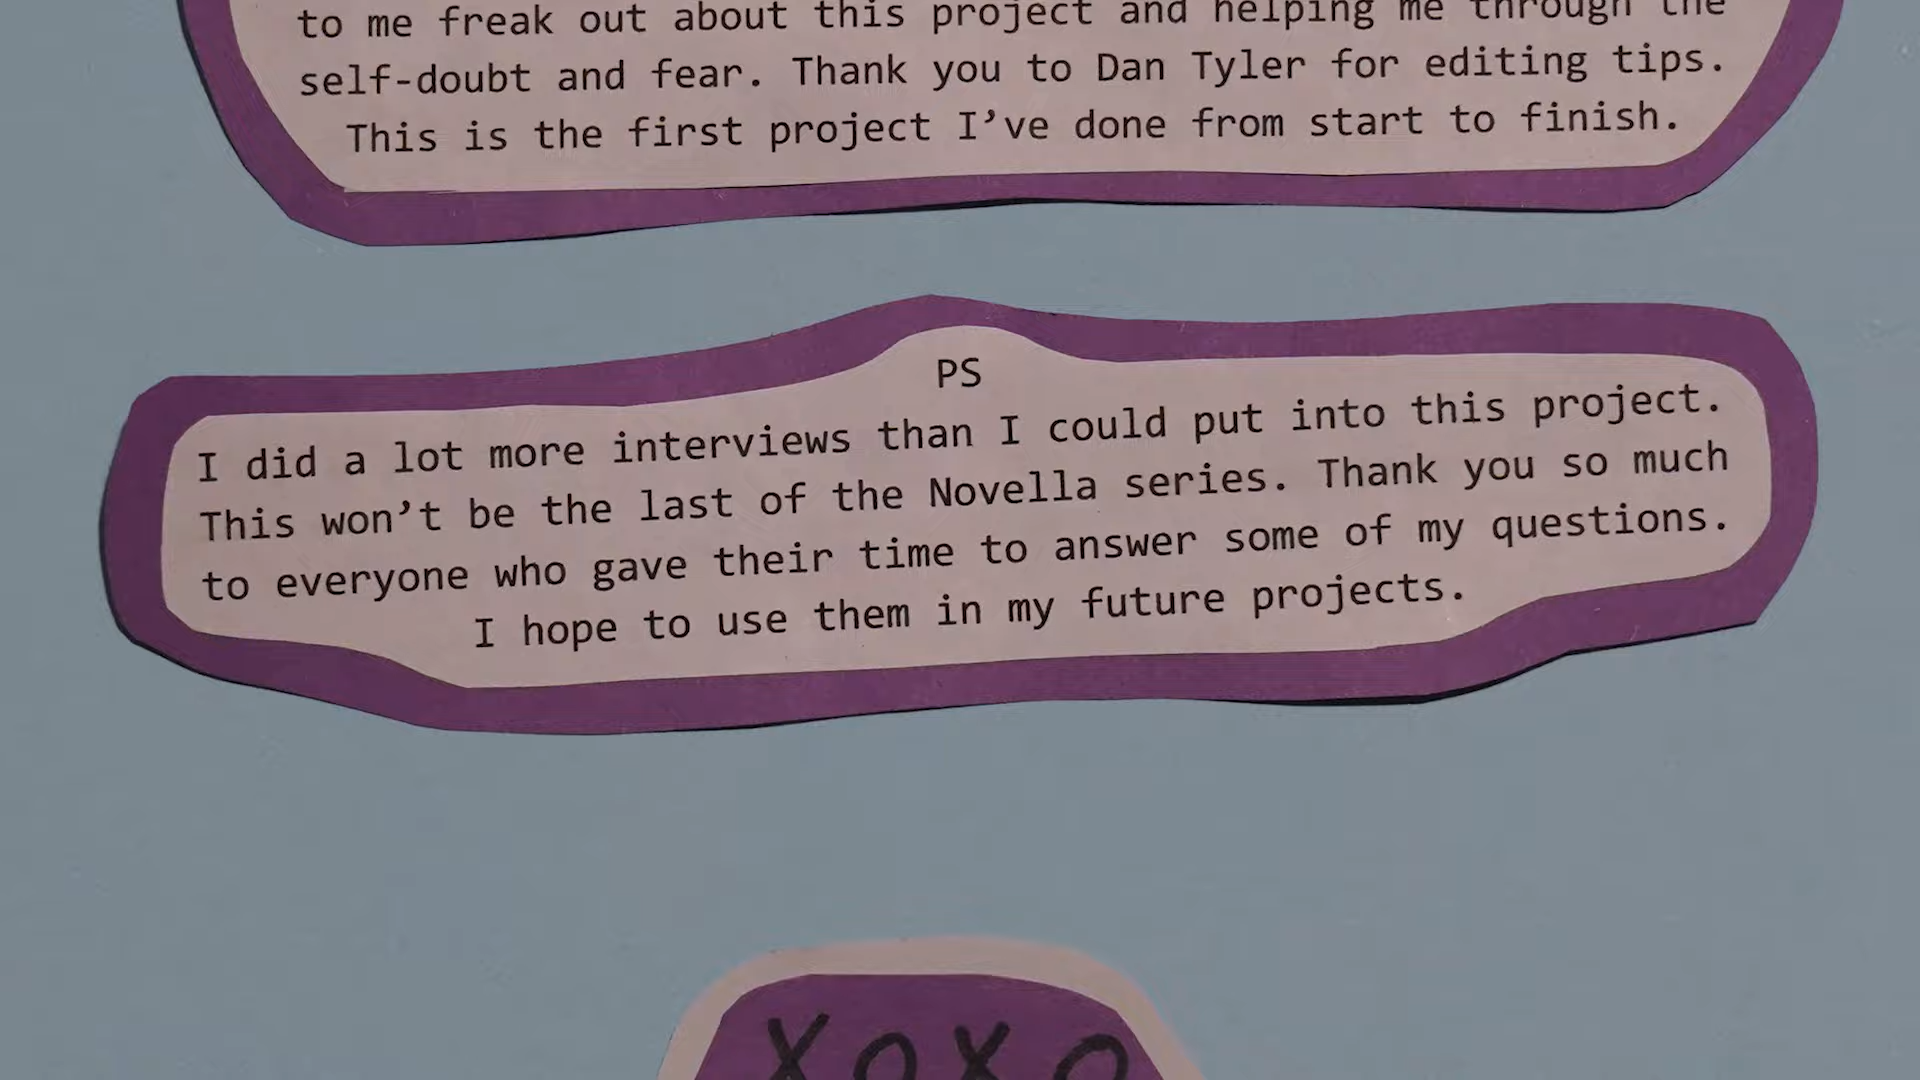 to me freak out about this project and helping me through the
self-doubt and fear. Thank you to Dan Tyler for editing tips.
This is the first project I’ve done from start to finish.
PS
I did a lot more interviews than I could put into this project.
This won’t be the last of the Novella series. Thank you so much
to everyone who gave their time to answer some of my questions.
I hope to use them in my future projects.
XOXO